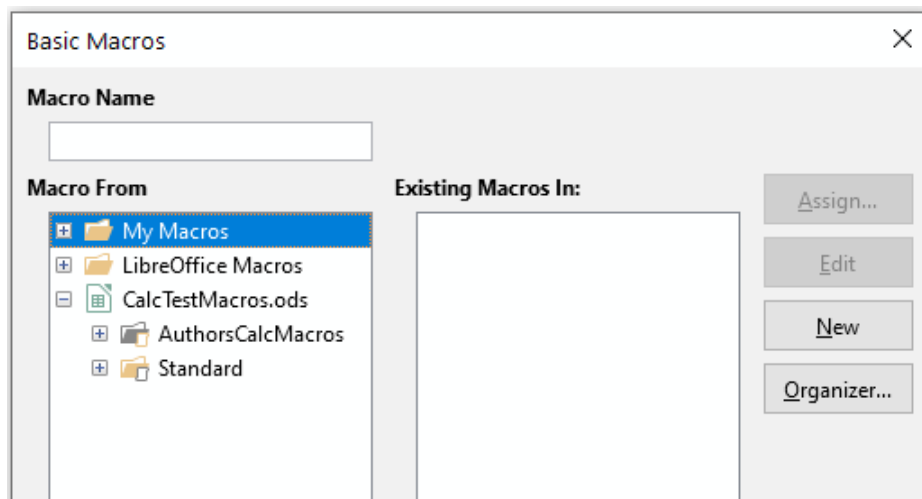 Basic Macros
Macro Name
Macro From
Existing Macros In:
My Macros
LibreOffice Macros
CalcTestMacros.ods
AuthorsCalcMacros
Standard
Assign...
Edit
New
Organizer...